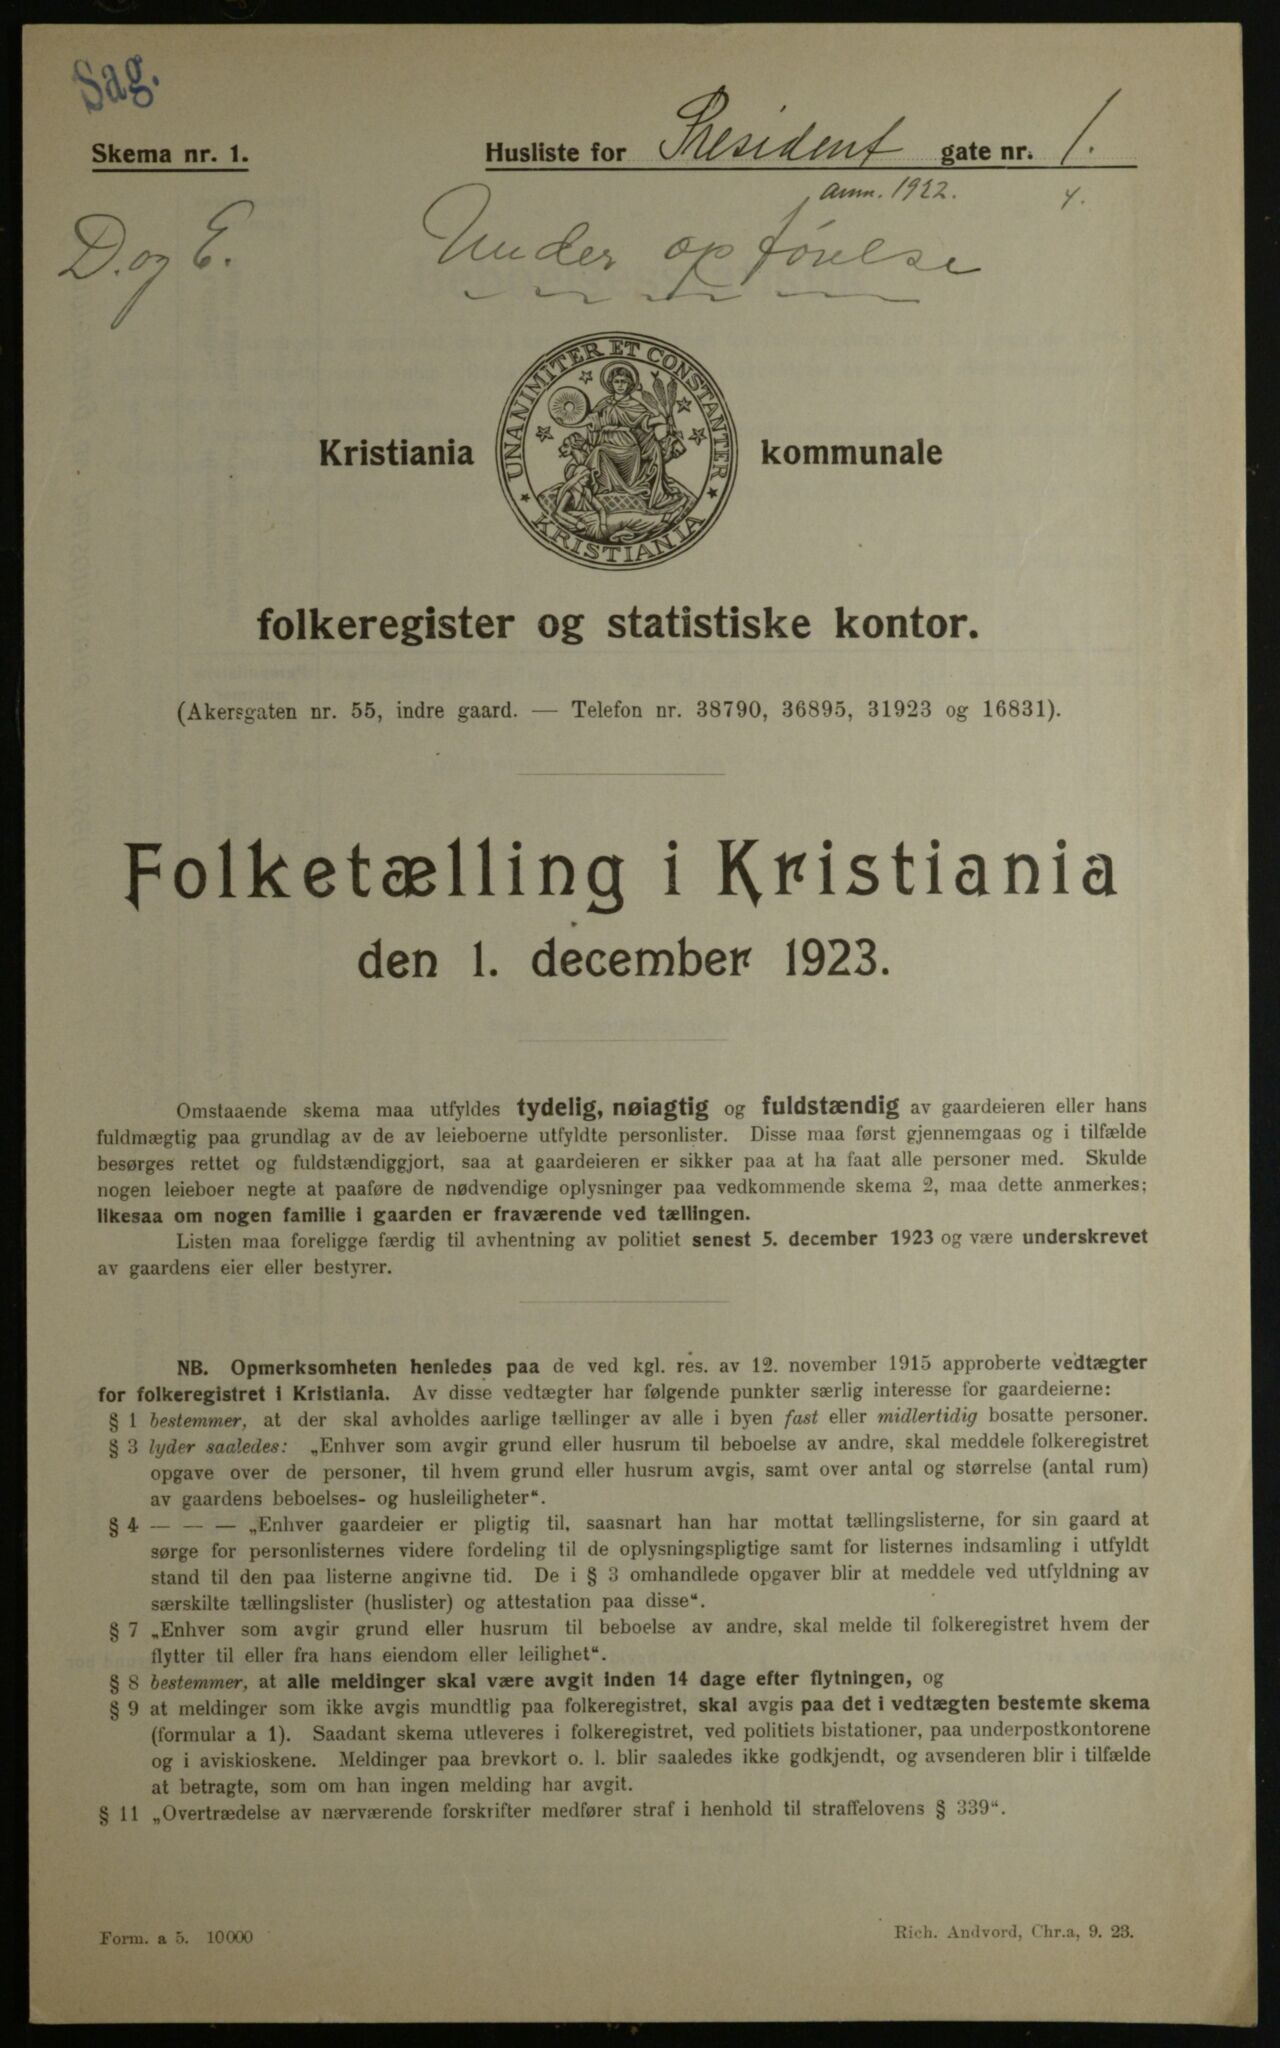 Sag.
Skema nr. 1.
Husliste for President gate nr. 1.
anm. 1922. 4.
D. og E.
Under opførelse
UNANIMITER ET CONSTANTER
KRISTIANIA
Kristiania kommunale
folkeregister og statistiske kontor.
(Akersgaten nr. 55, indre gaard. — Telefon nr. 38790, 36895, 31923 og 16831).
Folketælling i Kristiania
den 1. december 1923.
Omstaaende skema maa utfyldes tydelig, nøiagtig og fuldstændig av gaardeieren eller hans
fuldmægtig paa grundlag av de av leieboerne utfyldte personlister. Disse maa først gjennemgaas og i tilfælde
besørges rettet og fuldstændiggjort, saa at gaardeieren er sikker paa at ha faat alle personer med. Skulde
nogen leieboer negte at paaføre de nødvendige oplysninger paa vedkommende skema 2, maa dette anmerkes;
likesaa om nogen familie i gaarden er fraværende ved tællingen.
Listen maa foreligge færdig til avhentning av politiet senest 5. december 1923 og være underskrevet
av gaardens eier eller bestyrer.
NB. Opmerksomheten henledes paa de ved kgl. res. av 12. november 1915 approberte vedtægter
for folkeregistret i Kristiania. Av disse vedtægter har følgende punkter særlig interesse for gaardeierne:
§ 1 bestemmer, at der skal avholdes aarlige tællinger av alle i byen fast eller midlertidig bosatte personer.
§ 3 lyder saaledes: „Enhver som avgir grund eller husrum til beboelse av andre, skal meddele folkeregistret
opgave over de personer, til hvem grund eller husrum avgis, samt over antal og størrelse (antal rum)
av gaardens beboelses- og husleiligheter“.
§ 4 — — — „Enhver gaardeier er pligtig til, saasnart han har mottat tællingslisterne, for sin gaard at
sørge for personlisternes videre fordeling til de oplysningspligtige samt for listernes indsamling i utfyldt
stand til den paa listerne angivne tid. De i § 3 omhandlede opgaver blir at meddele ved utfyldning av
særskilte tællingslister (huslister) og attestation paa disse“.
§ 7 „Enhver som avgir grund eller husrum til beboelse av andre, skal melde til folkeregistret hvem der
flytter til eller fra hans eiendom eller leilighet“.
§ 8 bestemmer, at alle meldinger skal være avgit inden 14 dage efter flytningen, og
§ 9 at meldinger som ikke avgis mundtlig paa folkeregistret, skal avgis paa det i vedtægten bestemte skema
(formular a 1). Saadant skema utleveres i folkeregistret, ved politiets bistationer, paa underpostkontorene
og i aviskioskene. Meldinger paa brevkort o. l. blir saaledes ikke godkjendt, og avsenderen blir i tilfælde
at betragte, som om han ingen melding har avgit.
§ 11 „Overtrædelse av nærværende forskrifter medfører straf i henhold til straffelovens § 339“.
Form. a 5. 10000
Rich. Andvord, Chr.a, 9. 23.